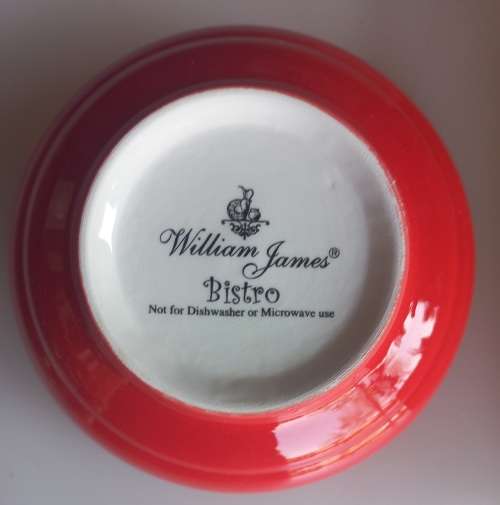 William James®
Bistro
Not for Dishwasher or Microwave use